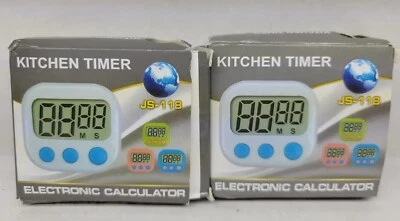 KITCHEN TIMER
JS-118
88 88
M S
ELECTRONIC CALCULATOR
KITCHEN TIMER
JS-118
88 88
M S
ELECTRONIC CALCULATOR